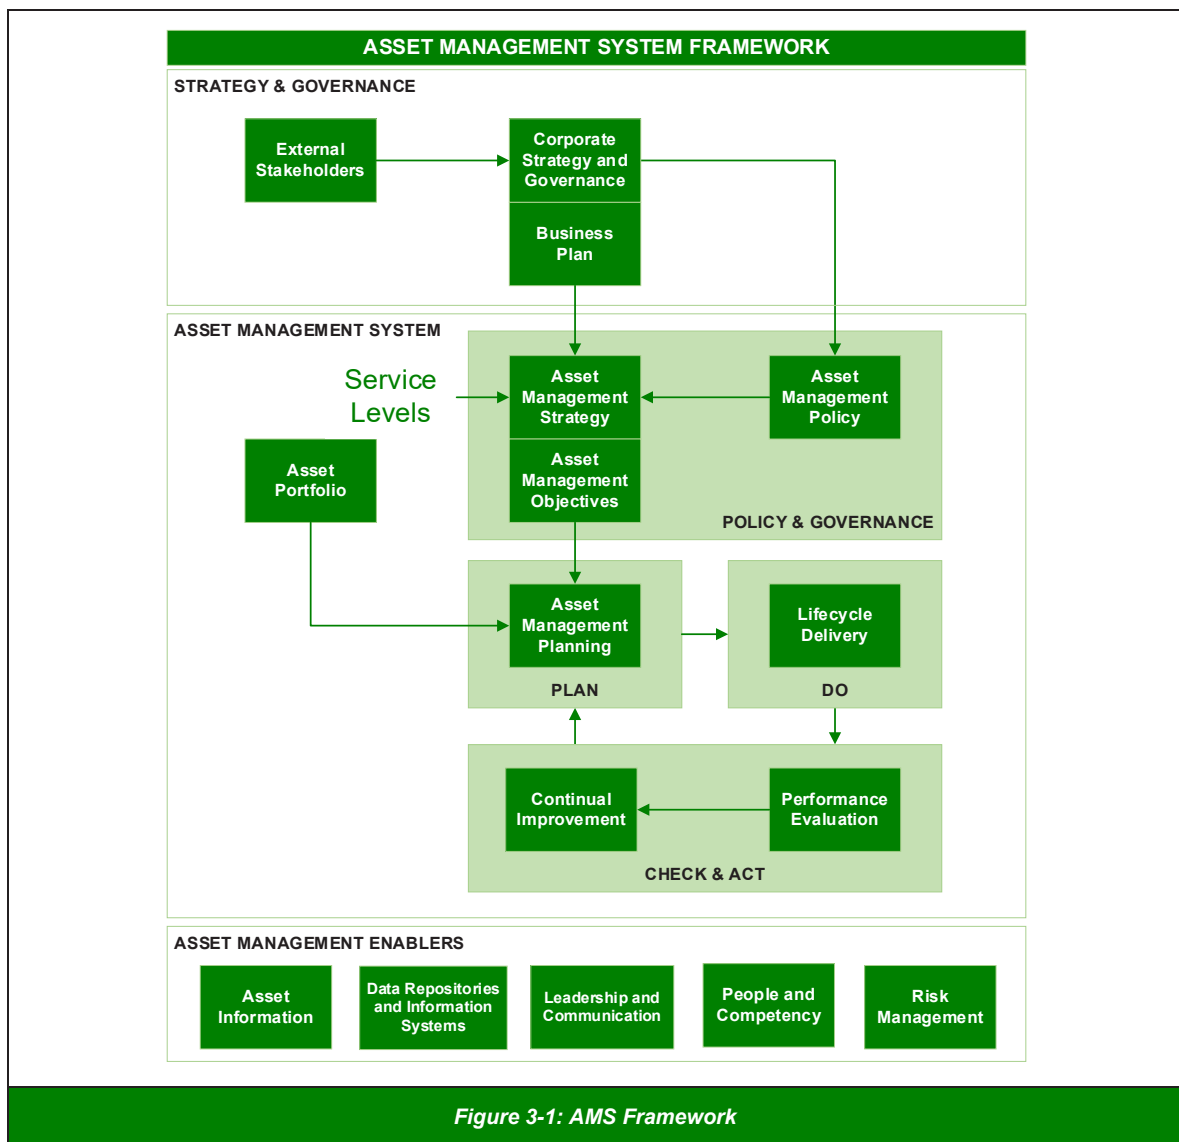 ASSET MANAGEMENT SYSTEM FRAMEWORK
STRATEGY & GOVERNANCE
External
Stakeholders
Corporate
Strategy and
Governance
Business
Plan
ASSET MANAGEMENT SYSTEM
Service
Levels
Asset
Management
Strategy
Asset
Management
Policy
Asset
Portfolio
Asset
Management
Objectives
POLICY & GOVERNANCE
Asset
Management
Planning
PLAN
Lifecycle
Delivery
DO
Continual
Improvement
Performance
Evaluation
CHECK & ACT
ASSET MANAGEMENT ENABLERS
Asset
Information
Data Repositories
and Information
Systems
Leadership and
Communication
People and
Competency
Risk
Management
Figure 3-1: AMS Framework